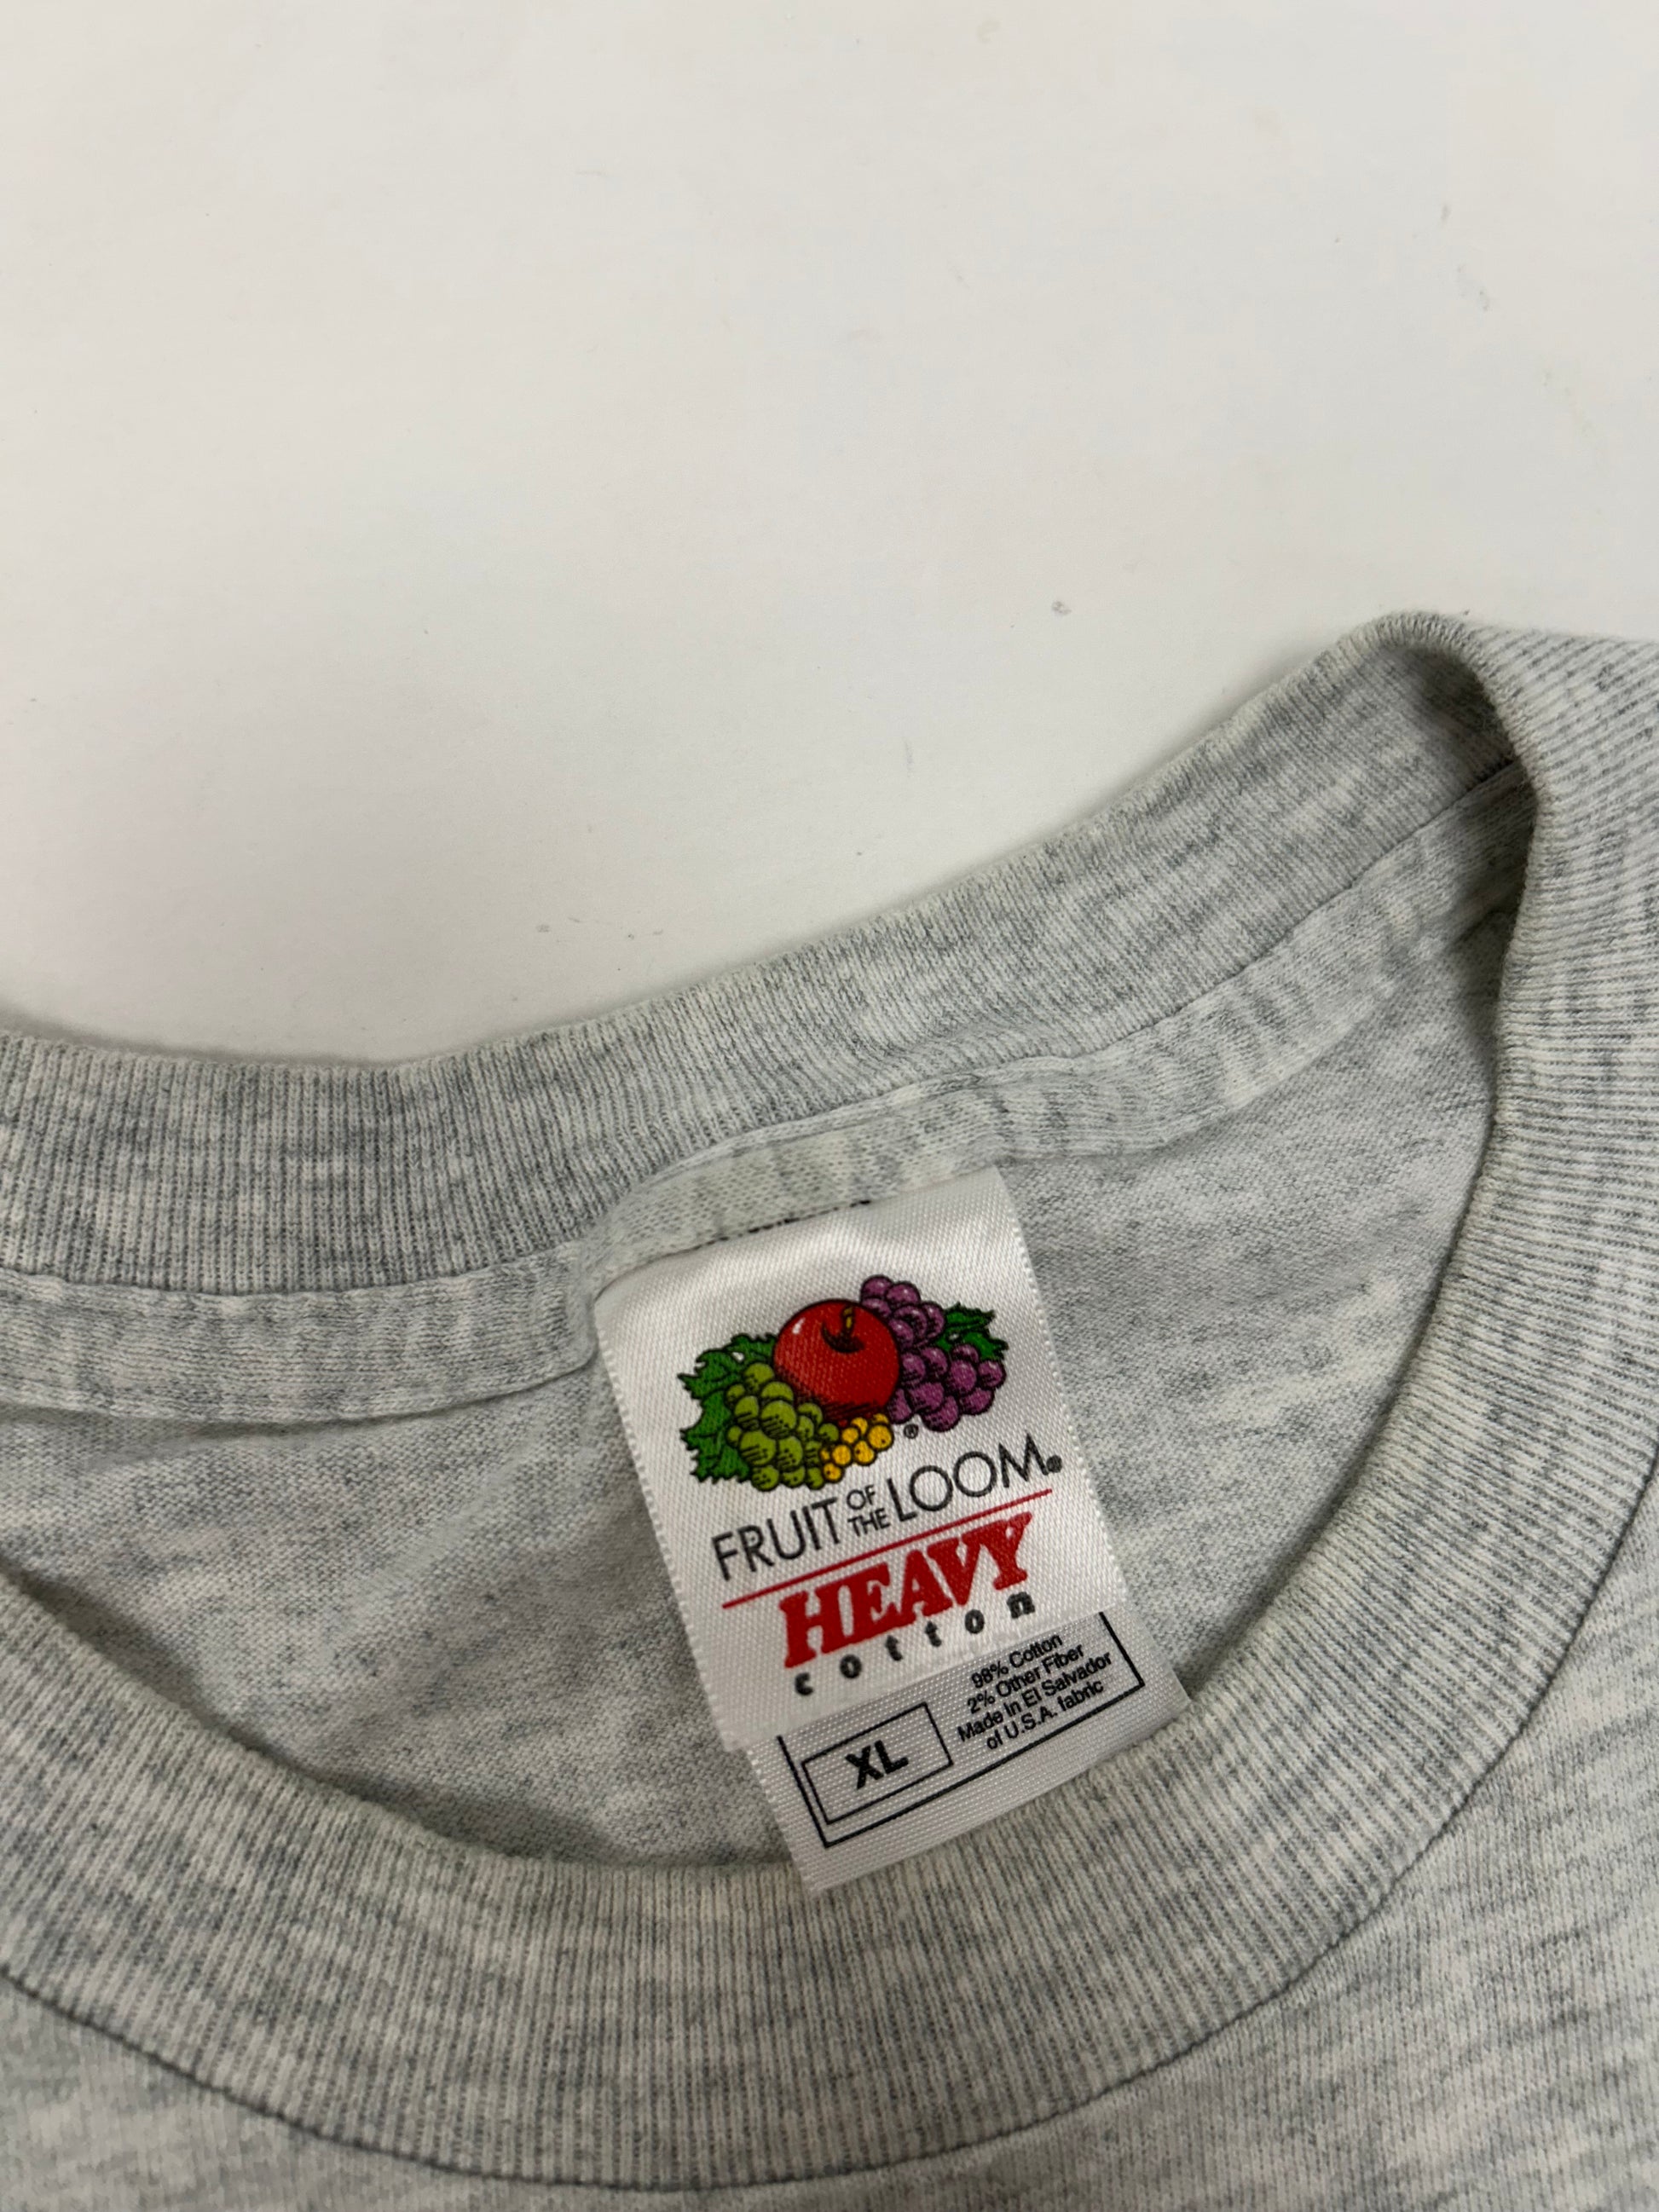 ®
FRUIT OF THE LOOM®
HEAVY
cotton
XL
98% Cotton
2% Other Fiber
Made in El Salvador
of U.S.A. fabric